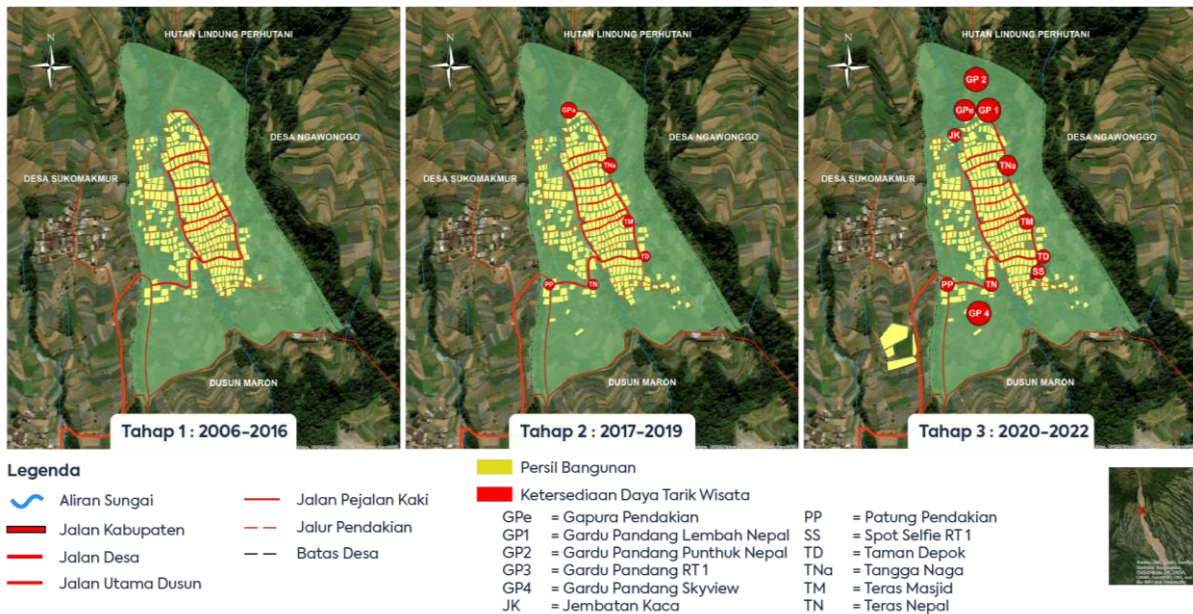 N
HUTAN LINDUNG PERHUTANI
DESA NGAWONGGO
DESA SUKOMAKMUR
DUSUN MARON
Tahap 1 : 2006-2016
N
HUTAN LINDUNG PERHUTANI
GPe
DESA NGAWONGGO
TNa
DESA SUKOMAKMUR
TM
TD
PP
TN
DUSUN MARON
Tahap 2 : 2017-2019
N
HUTAN LINDUNG PERHUTANI
GP 2
GPe
GP 1
JK
DESA NGAWONGGO
TNa
DESA SUKOMAKMUR
TM
TD
SS
PP
TN
GP 4
DUSUN MARON
Tahap 3 : 2020-2022
Legenda
Aliran Sungai
Jalan Kabupaten
Jalan Desa
Jalan Utama Dusun
Jalan Pejalan Kaki
Jalur Pendakian
Batas Desa
Persil Bangunan
Ketersediaan Daya Tarik Wisata
GPe = Gapura Pendakian
GP1 = Gardu Pandang Lembah Nepal
GP2 = Gardu Pandang Punthuk Nepal
GP3 = Gardu Pandang RT 1
GP4 = Gardu Pandang Skyview
JK = Jembatan Kaca
PP = Patung Pendakian
SS = Spot Selfie RT 1
TD = Taman Depok
TNa = Tangga Naga
TM = Teras Masjid
TN = Teras Nepal